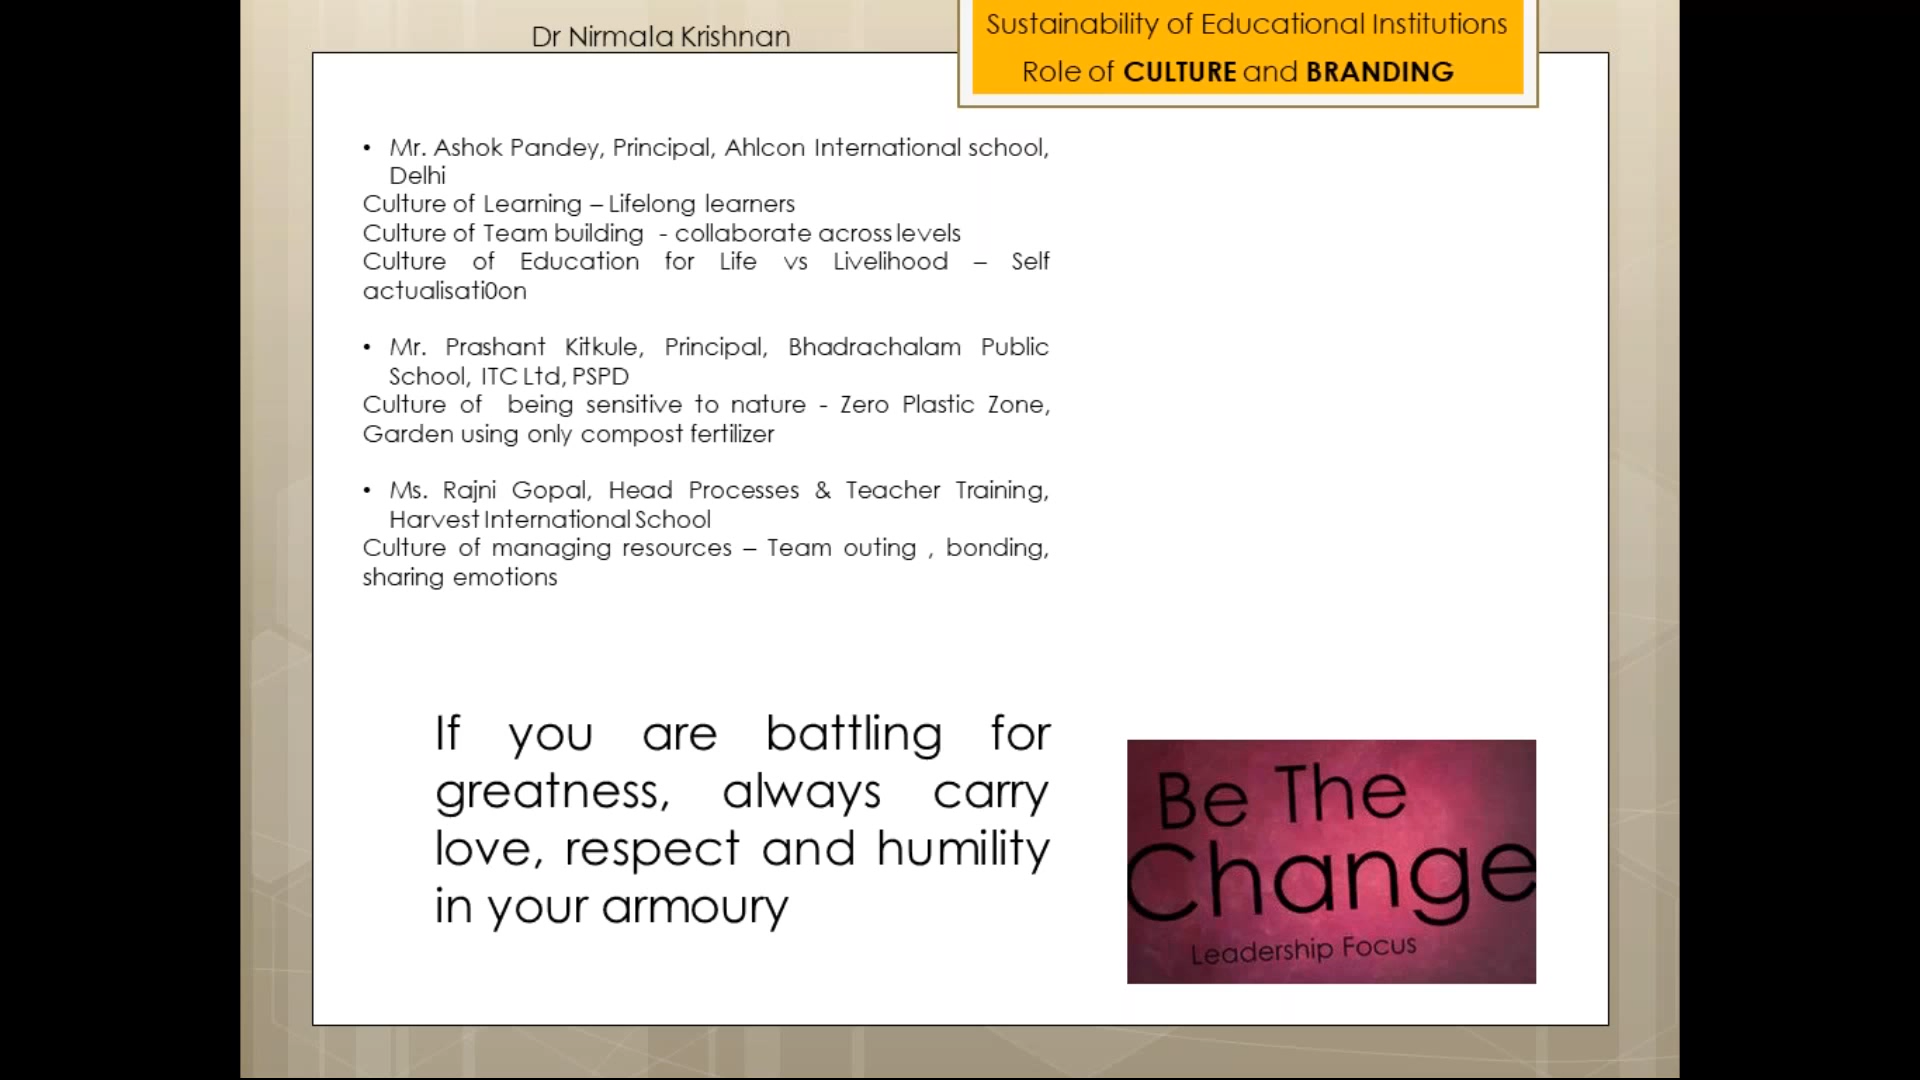 Dr Nirmala Krishnan
Sustainability of Educational Institutions
Role of CULTURE and BRANDING
• Mr. Ashok Pandey, Principal, Ahlcon International school,
Delhi
Culture of Learning – Lifelong learners
Culture of Team building - collaborate across levels
Culture of Education for Life vs Livelihood – Self
actualisati0on
• Mr. Prashant Kitkule, Principal, Bhadrachalam Public
School, ITC Ltd, PSPD
Culture of being sensitive to nature - Zero Plastic Zone,
Garden using only compost fertilizer
• Ms. Rajni Gopal, Head Processes & Teacher Training,
Harvest International School
Culture of managing resources – Team outing , bonding,
sharing emotions
If you are battling for
greatness, always carry
love, respect and humility
in your armoury
Be The
Change
Leadership Focus